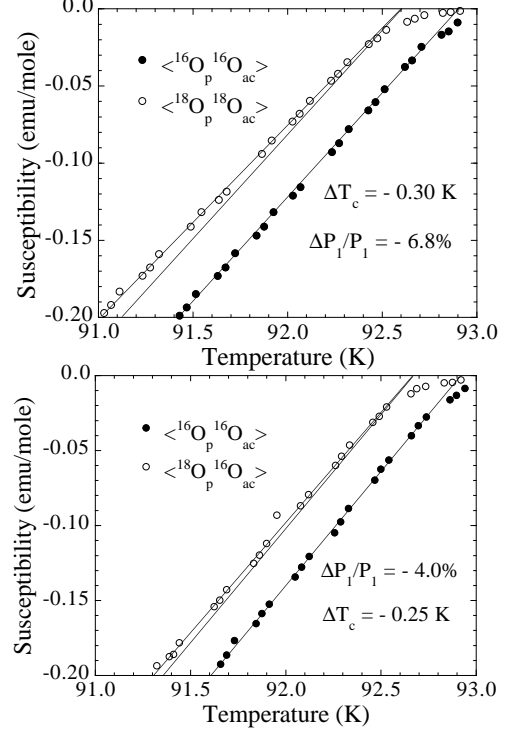 0.0
-0.050
-0.10
-0.15
-0.20
Susceptibility (emu/mole)
<¹⁶Oₚ¹⁶Oₐc>
<¹⁸Oₚ¹⁸Oₐc>
ΔTc = - 0.30 K
ΔP₁/P₁ = - 6.8%
91.0 91.5 92.0 92.5 93.0
Temperature (K)
0.0
-0.050
-0.10
-0.15
-0.20
Susceptibility (emu/mole)
<¹⁶Oₚ¹⁶Oₐc>
<¹⁸Oₚ¹⁶Oₐc>
ΔP₁/P₁ = - 4.0%
ΔTc = - 0.25 K
91.0 91.5 92.0 92.5 93.0
Temperature (K)